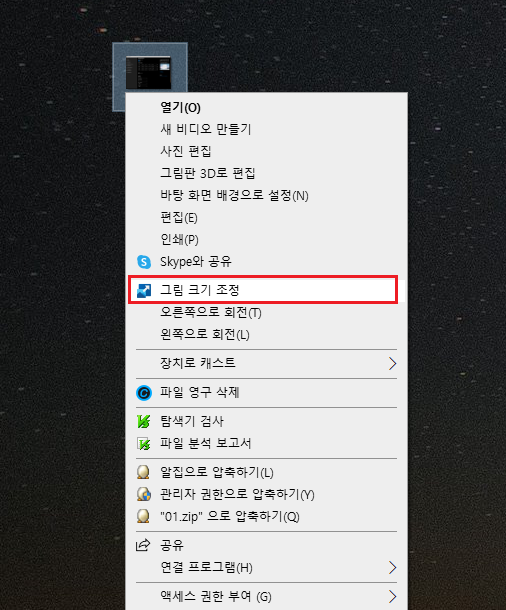 열기(O)
새 비디오 만들기
사진 편집
그림판 3D로 편집
바탕 화면 배경으로 설정(N)
편집(E)
인쇄(P)
Skype와 공유
그림 크기 조정
오른쪽으로 회전(T)
왼쪽으로 회전(L)
장치로 캐스트
파일 영구 삭제
탐색기 검사
파일 분석 보고서
알집으로 압축하기(L)
관리자 권한으로 압축하기(Y)
"01.zip" 으로 압축하기(Q)
공유
연결 프로그램(H)
액세스 권한 부여 (G)